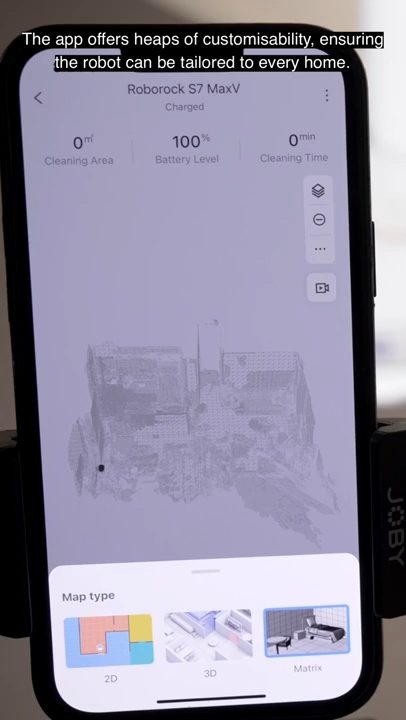 The app offers heaps of customisability, ensuring
the robot can be tailored to every home.
Roborock S7 MaxV
Charged
0㎡
100%
0min
Cleaning Area
Battery Level
Cleaning Time
Map type
2D
3D
Matrix
JOBY